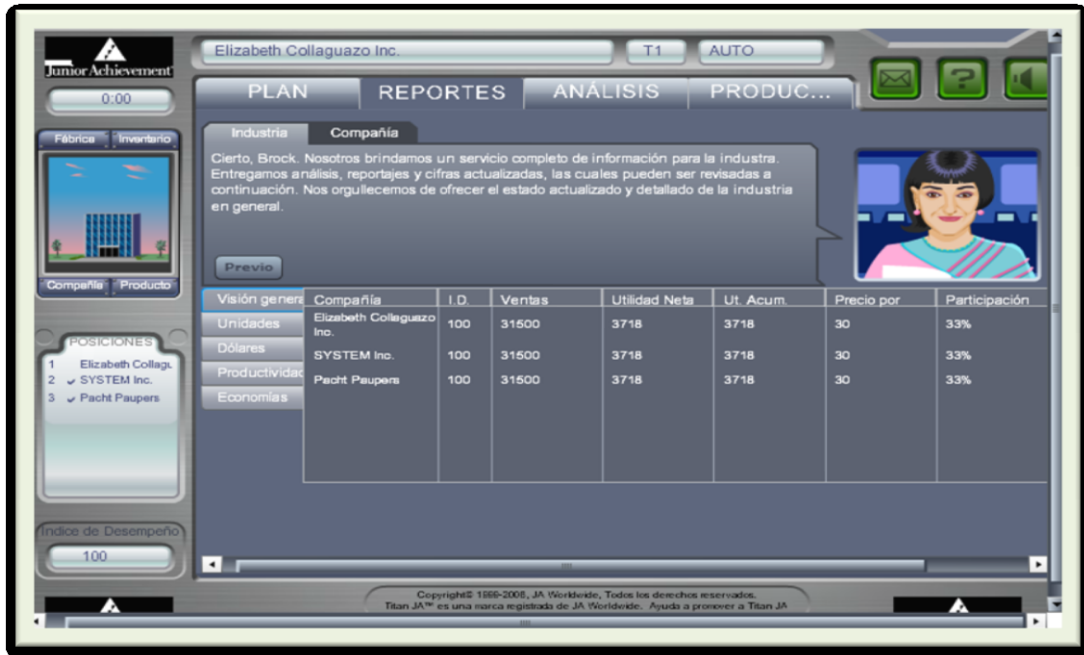 Elizabeth Collaguazo Inc. T1 AUTO
Junior Achievement
0:00
PLAN REPORTES ANÁLISIS PRODUC...
Fábrica Inventario
Industria Compañía
Cierto, Brock. Nosotros brindamos un servicio completo de información para la industra.
Entregamos análisis, reportajes y cifras actualizadas, las cuales pueden ser revisadas a
continuación. Nos orgullecemos de ofrecer el estado actualizado y detallado de la industria
en general.
Previo
Compañía Producto
Visión genera Compañía I.D. Ventas Utilidad Neta Ut. Acum. Precio por Participación
Unidades Elizabeth Collaguazo Inc. 100 31500 3718 3718 30 33%
Dólares SYSTEM Inc. 100 31500 3718 3718 30 33%
Productividad Pacht Paupers 100 31500 3718 3718 30 33%
Economías
POSICIONES
1 Elizabeth Collagu
2 SYSTEM Inc.
3 Pacht Paupers
Indice de Desempeño
100
Copyright© 1999-2008, JA Worldwide, Todos los derechos reservados.
Titan JA™ es una marca registrada de JA Worldwide. Ayuda a promover a Titan JA